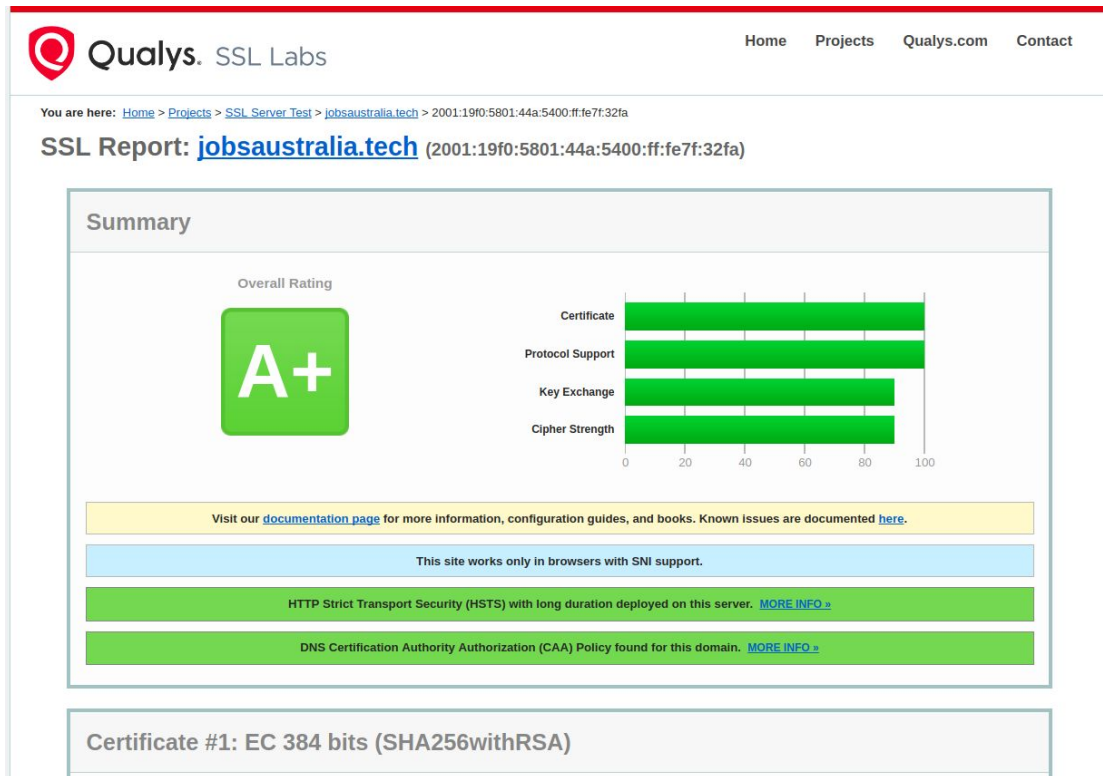 Qualys. SSL Labs
Home Projects Qualys.com Contact
You are here: Home > Projects > SSL Server Test > jobsaustralia.tech > 2001:19f0:5801:44a:5400:ff:fe7f:32fa
SSL Report: jobsaustralia.tech (2001:19f0:5801:44a:5400:ff:fe7f:32fa)
Summary
Overall Rating
A+
Certificate
Protocol Support
Key Exchange
Cipher Strength
0 20 40 60 80 100
Visit our documentation page for more information, configuration guides, and books. Known issues are documented here.
This site works only in browsers with SNI support.
HTTP Strict Transport Security (HSTS) with long duration deployed on this server. MORE INFO »
DNS Certification Authority Authorization (CAA) Policy found for this domain. MORE INFO »
Certificate #1: EC 384 bits (SHA256withRSA)